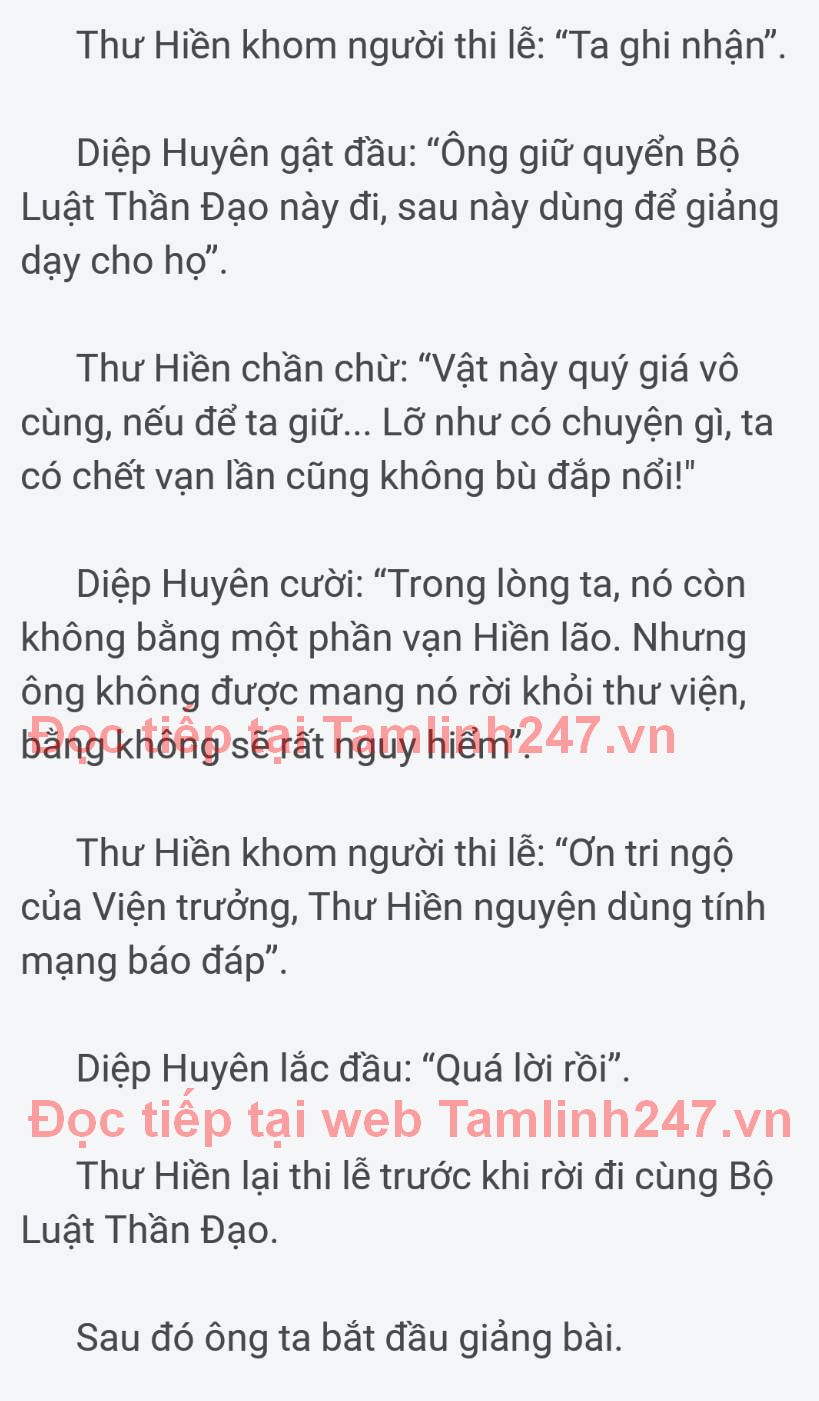 Thư Hiền khom người thi lễ: “Ta ghi nhận”.
Diệp Huyên gật đầu: “Ông giữ quyển Bộ
Luật Thần Đạo này đi, sau này dùng để giảng
dạy cho họ”.
Thư Hiền chần chừ: “Vật này quý giá vô
cùng, nếu để ta giữ... Lỡ như có chuyện gì, ta
có chết vạn lần cũng không bù đắp nổi!"
Diệp Huyên cười: “Trong lòng ta, nó còn
không bằng một phần vạn Hiền lão. Nhưng
ông không được mang nó rời khỏi thư viện,
Đọc tiếp tại Tamlinh247.vn
bằng không sẽ rất nguy hiểm”.
Thư Hiền khom người thi lễ: “Ơn tri ngộ
của Viện trưởng, Thư Hiền nguyện dùng tính
mạng báo đáp”.
Diệp Huyên lắc đầu: “Quá lời rồi”.
Đọc tiếp tại web Tamlinh247.vn
Thư Hiền lại thi lễ trước khi rời đi cùng Bộ
Luật Thần Đạo.
Sau đó ông ta bắt đầu giảng bài.